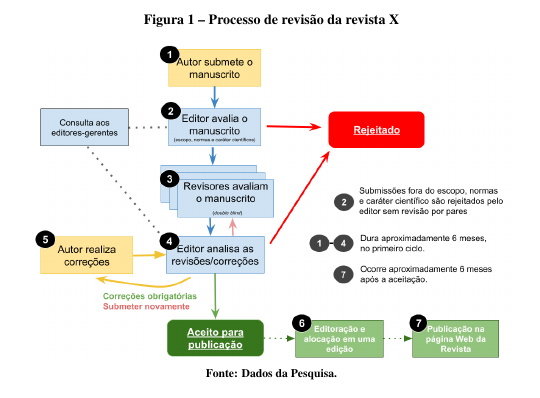 Figura 1 – Processo de revisão da revista X
1
Autor submete o
manuscrito
2
Editor avalia o
manuscrito
(escopo, normas e caráter científicos)
Consulta aos
editores-gerentes
Rejeitado
3
Revisores avaliam
o manuscrito
(double blind)
2
Submissões fora do escopo, normas
e caráter científico são rejeitados pelo
editor sem revisão por pares
5
Autor realiza
correções
4
Editor analisa as
revisões/correções
1 - 4
Dura aproximadamente 6 meses,
no primeiro ciclo.
7
Ocorre aproximadamente 6 meses
após a aceitação.
Correções obrigatórias
Submeter novamente
Aceito para
publicação
6
Editoração e
alocação em uma
edição
7
Publicação na
página Web da
Revista
Fonte: Dados da Pesquisa.